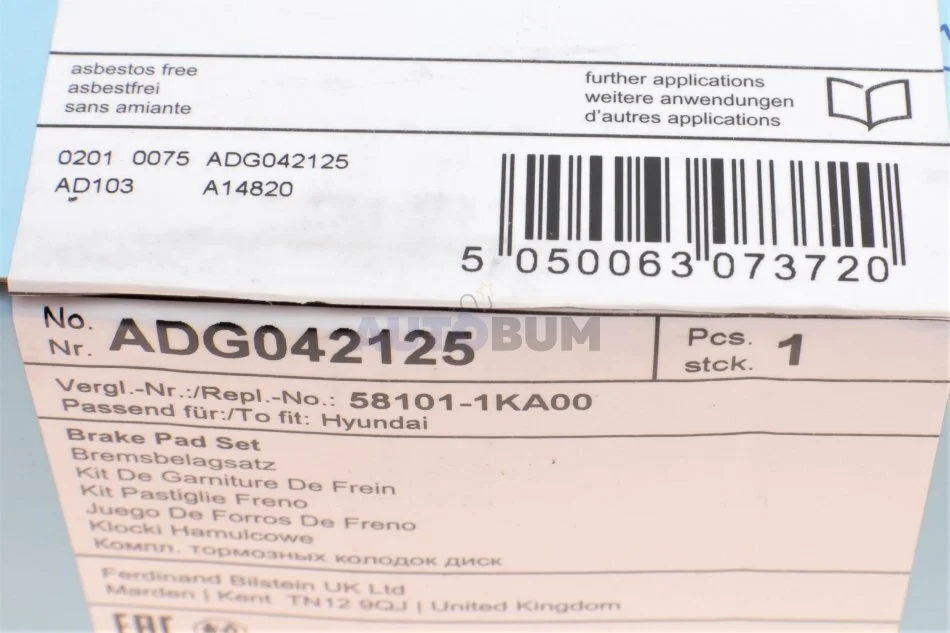 asbestos free
asbestfrei
sans amiante
further applications
weitere anwendungen
d'autres applications
0201 0075 ADG042125
AD103 A14820
5 050063 073720
No.
Nr. ADG042125
AUTOBUM
Pcs.
stck. 1
Vergl.-Nr.:/Repl.-No.: 58101-1KA00
Passend für:/To fit: Hyundai
Brake Pad Set
Bremsbelagsatz
Kit De Garniture De Frein
Kit Pastiglie Freno
Juego De Forros De Freno
Klocki Hamulcowe
Компл. тормозных колодок диск
Ferdinand Bilstein UK Ltd
Marden | Kent TN12 9QJ | United Kingdom